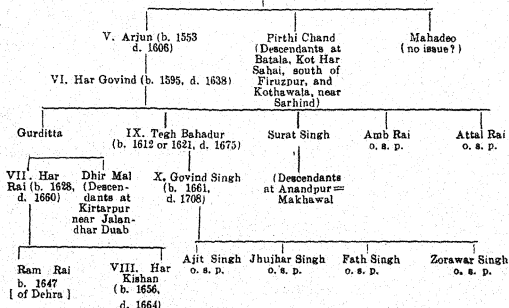 V. Arjun (b. 1553
d. 1606)
Pirthi Chand
(Descendants at
Batala, Kot Har
Sahai, south of
Firuzpur, and
Kothawala, near
Sarhind)
Mahadeo
(no issue?)
VI. Har Govind (b. 1595, d. 1638)
Gurditta
IX. Tegh Bahadur
(b. 1612 or 1621, d. 1675)
Surat Singh
Amb Rai
o. s. p.
Attal Rai
o. s. p.
VII. Har
Rai (b. 1628,
d. 1660)
Dhir Mal
(Descen-
dants at
Kirtarpur
near Jalan-
dhar Duab
X. Govind Singh
(b. 1661,
d. 1708)
(Descendants
at Anandpur=
Makhawal
Ram Rai
b. 1647
[ of Dehra ]
VIII. Har
Kishan
(b. 1656,
d. 1664)
Ajit Singh
o. s. p.
Jhujhar Singh
o. s. p.
Fath Singh
o. s. p.
Zorawar Singh
o. s. p.